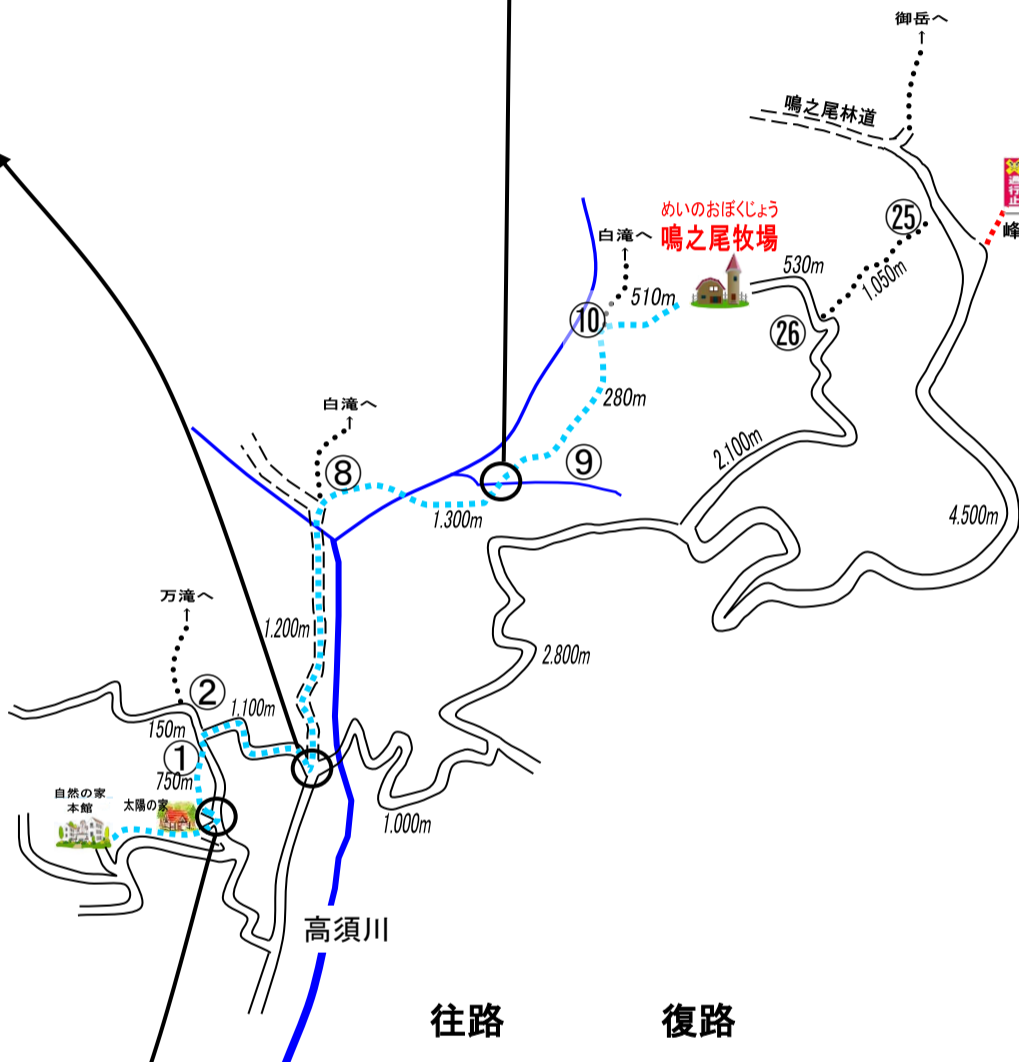 御岳へ
↑
鳴之尾林道
通行止
峰
㉕
1.050m
めいのおぼくじょう
鳴之尾牧場
530m
白滝へ
↑
510m
⑩
㉖
280m
白滝へ
↑
⑧
⑨
2.100m
1.300m
4.500m
万滝へ
↑
1.200m
2.800m
②
1.100m
150m
①
750m
自然の家
本館
太陽の家
1.000m
高須川
往路 復路